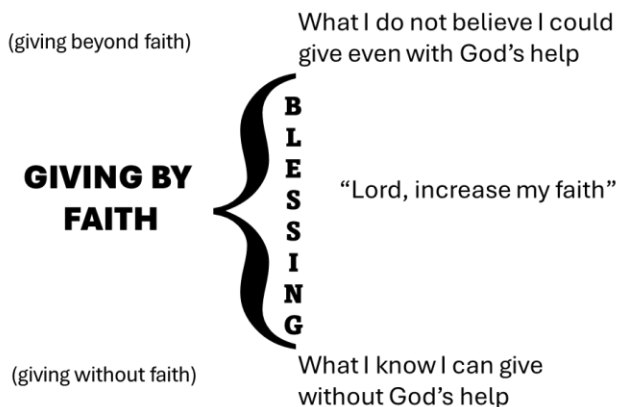 (giving beyond faith)
What I do not believe I could
give even with God’s help
GIVING BY
FAITH
BLESSING
“Lord, increase my faith”
(giving without faith)
What I know I can give
without God’s help